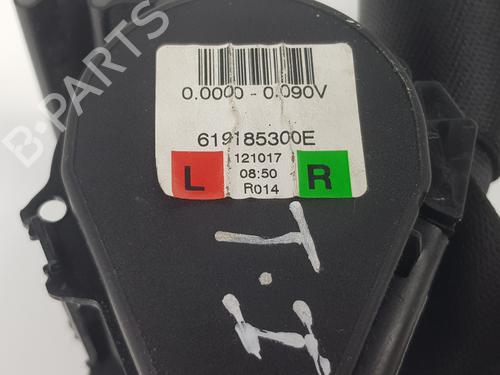 B-PARTS
0.0000 - 0.090V
619185300E
L 121017 R
08:50
R014
T.I